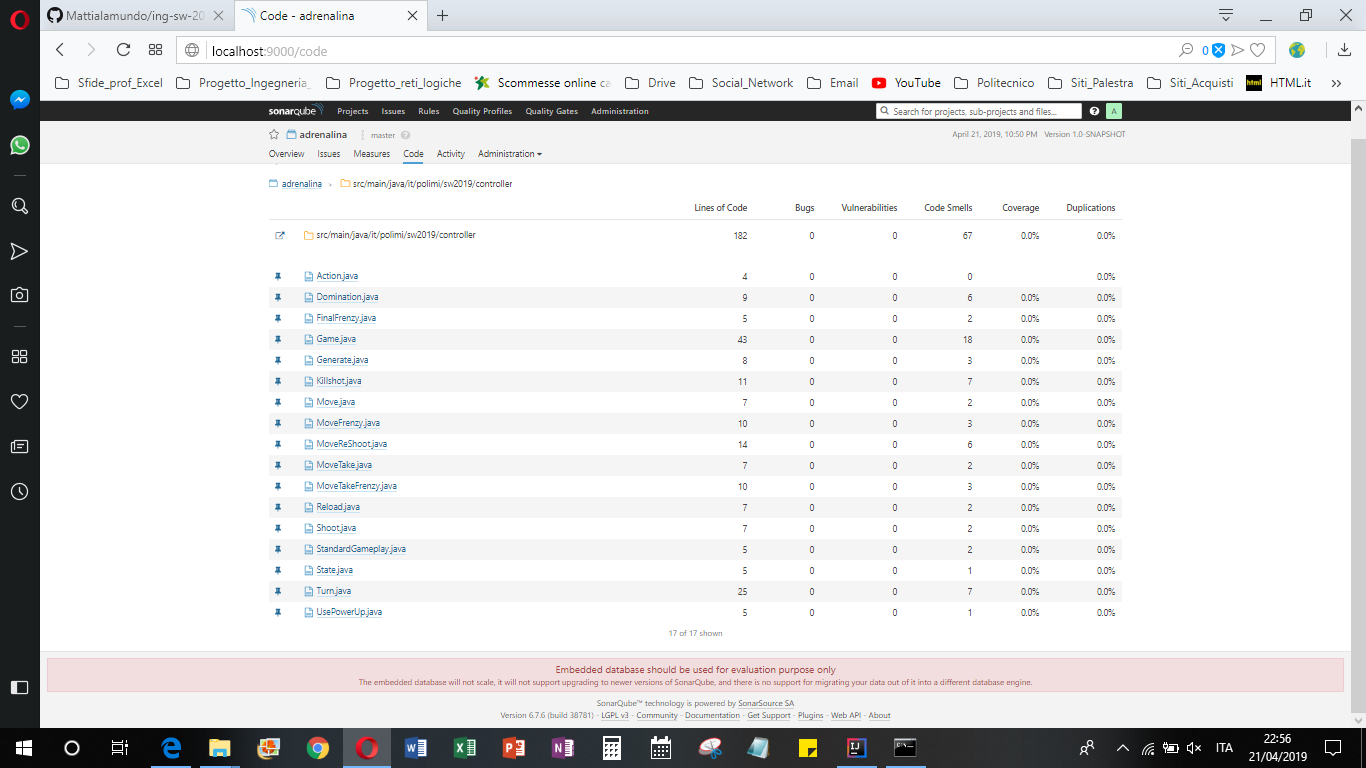 Mattialamundo/ing-sw-20
Code - adrenalina
localhost:9000/code
0
Sfide_prof_Excel
Progetto_Ingegneria_
Progetto_reti_logiche
Scommesse online ca
Drive
Social_Network
Email
YouTube
Politecnico
Siti_Palestra
Siti_Acquisti
html
HTML.it
sonarqube Projects Issues Rules Quality Profiles Quality Gates Administration
Search for projects, sub-projects and files...
A
adrenalina master
April 21, 2019, 10:50 PM Version 1.0-SNAPSHOT
Overview Issues Measures Code Activity Administration
adrenalina src/main/java/it/polimi/sw2019/controller
Lines of Code Bugs Vulnerabilities Code Smells Coverage Duplications
src/main/java/it/polimi/sw2019/controller 182 0 0 67 0.0% 0.0%
Action.java 4 0 0 0 0.0%
Domination.java 9 0 0 6 0.0% 0.0%
FinalFrenzy.java 5 0 0 2 0.0% 0.0%
Game.java 43 0 0 18 0.0% 0.0%
Generate.java 8 0 0 3 0.0% 0.0%
Killshot.java 11 0 0 7 0.0% 0.0%
Move.java 7 0 0 2 0.0% 0.0%
MoveFrenzy.java 10 0 0 3 0.0% 0.0%
MoveReShoot.java 14 0 0 6 0.0% 0.0%
MoveTake.java 7 0 0 2 0.0% 0.0%
MoveTakeFrenzy.java 10 0 0 3 0.0% 0.0%
Reload.java 7 0 0 2 0.0% 0.0%
Shoot.java 7 0 0 2 0.0% 0.0%
StandardGameplay.java 5 0 0 2 0.0% 0.0%
State.java 5 0 0 1 0.0% 0.0%
Turn.java 25 0 0 7 0.0% 0.0%
UsePowerUp.java 5 0 0 1 0.0% 0.0%
17 of 17 shown
Embedded database should be used for evaluation purpose only
The embedded database will not scale, it will not support upgrading to newer versions of SonarQube, and there is no support for migrating your data out of it into a different database engine.
SonarQube™ technology is powered by SonarSource SA
Version 6.7.6 (build 38781) - LGPL v3 - Community - Documentation - Get Support - Plugins - Web API - About
ITA
22:56
21/04/2019